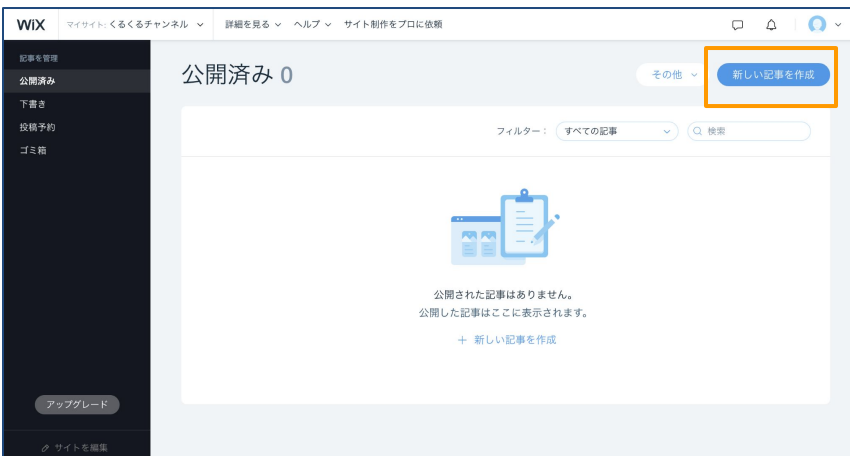 WiX マイサイト: くるくるチャンネル 詳細を見る ヘルプ サイト制作をプロに依頼
記事を管理
公開済み
下書き
投稿予約
ゴミ箱
アップグレード
サイトを編集
公開済み 0
その他
新しい記事を作成
フィルター： すべての記事
検索
公開された記事はありません。
公開した記事はここに表示されます。
+ 新しい記事を作成